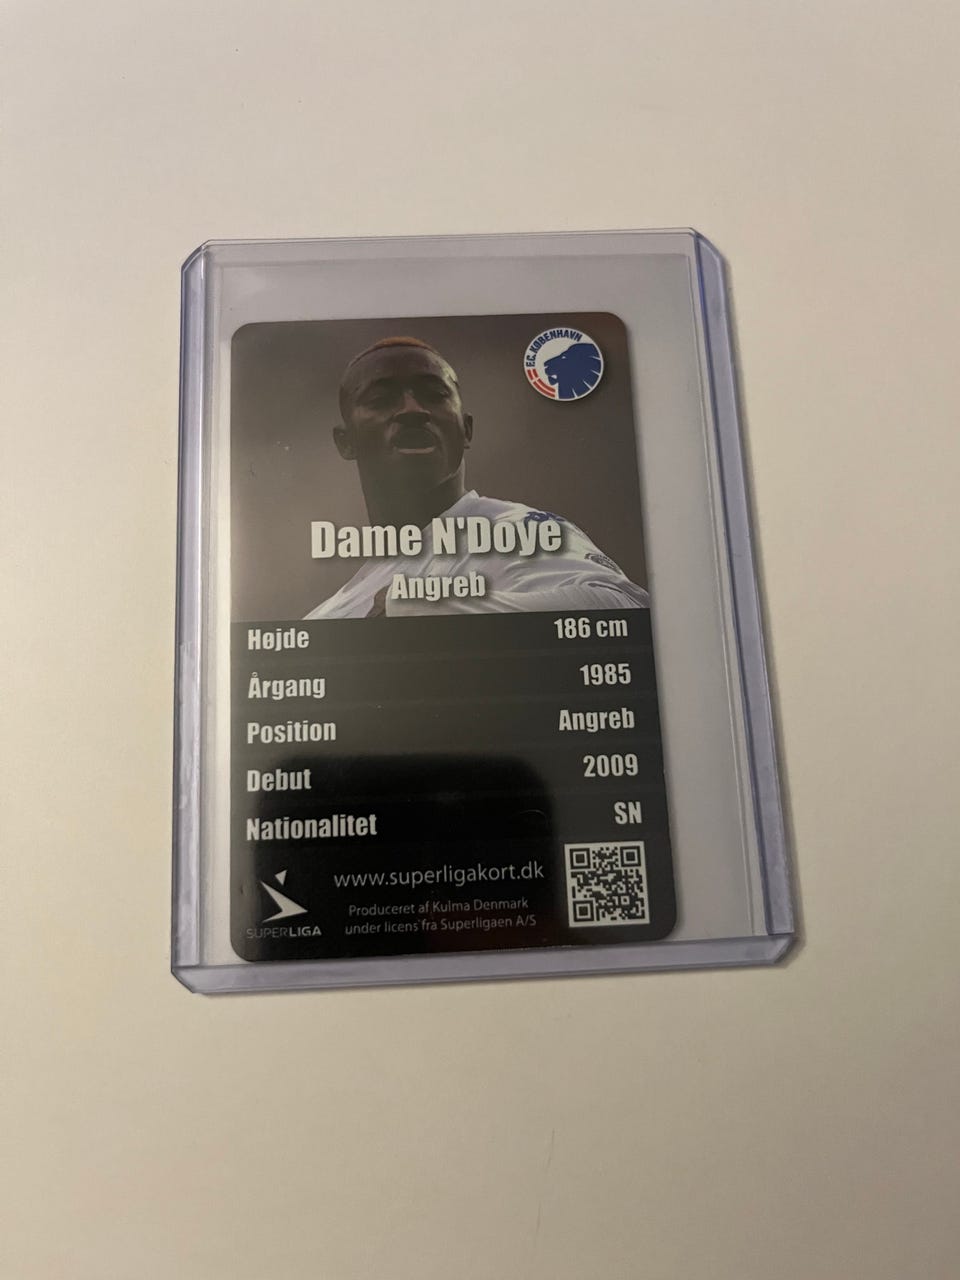 F.C. KØBENHAVN
Dame N'Doye
Angreb
Højde 186 cm
Årgang 1985
Position Angreb
Debut 2009
Nationalitet SN
www.superligakort.dk
Produceret af Kulma Denmark
under licens fra Superligaen A/S
SUPERLIGA